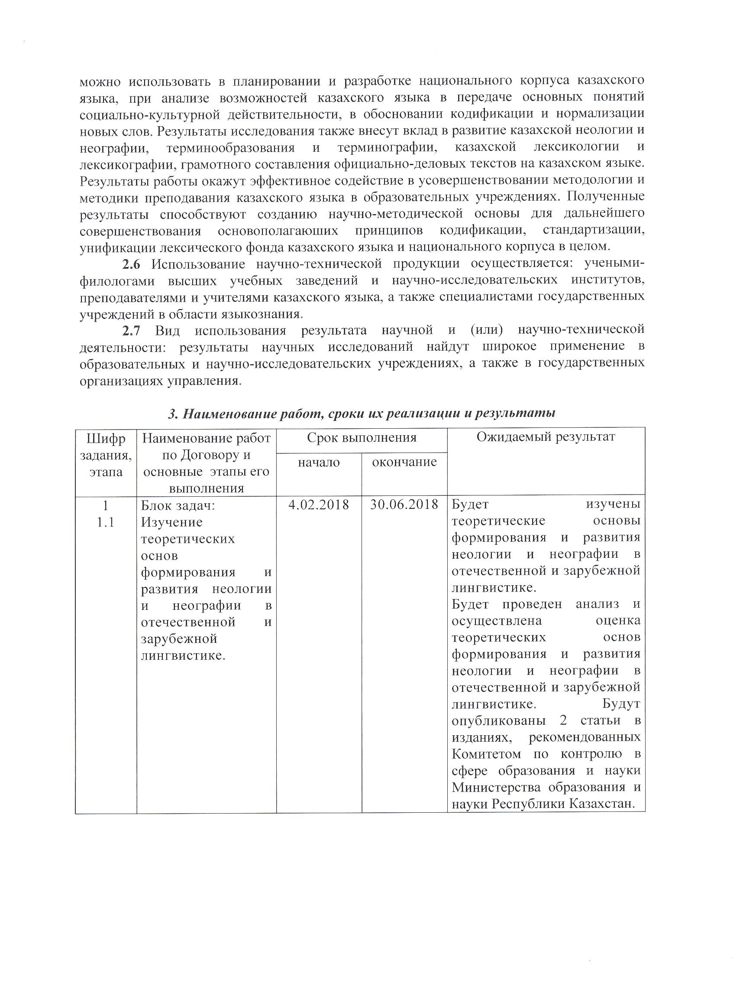 можно использовать в планировании и разработке национального корпуса казахского
языка, при анализе возможностей казахского языка в передаче основных понятий
социально-культурной действительности, в обосновании кодификации и нормализации
новых слов. Результаты исследования также внесут вклад в развитие казахской неологии и
неографии, терминообразования и терминографии, казахской лексикологии и
лексикографии, грамотного составления официально-деловых текстов на казахском языке.
Результаты работы окажут эффективное содействие в усовершенствовании методологии и
методики преподавания казахского языка в образовательных учреждениях. Полученные
результаты способствуют созданию научно-методической основы для дальнейшего
совершенствования основополагающих принципов кодификации, стандартизации,
унификации лексического фонда казахского языка и национального корпуса в целом.
2.6 Использование научно-технической продукции осуществляется: учеными-
филологами высших учебных заведений и научно-исследовательских институтов,
преподавателями и учителями казахского языка, а также специалистами государственных
учреждений в области языкознания.
2.7 Вид использования результата научной и (или) научно-технической
деятельности: результаты научных исследований найдут широкое применение в
образовательных и научно-исследовательских учреждениях, а также в государственных
организациях управления.
3. Наименование работ, сроки их реализации и результаты
Шифр
задания,
этапа
Наименование работ
по Договору и
основные этапы его
выполнения
Срок выполнения
начало
окончание
Ожидаемый результат
1
1.1
Блок задач:
Изучение
теоретических
основ
формирования и
развития неологии
и неографии в
отечественной и
зарубежной
лингвистике.
4.02.2018
30.06.2018
Будет изучены
теоретические основы
формирования и развития
неологии и неографии в
отечественной и зарубежной
лингвистике.
Будет проведен анализ и
осуществлена оценка
теоретических основ
формирования и развития
неологии и неографии в
отечественной и зарубежной
лингвистике. Будут
опубликованы 2 статьи в
изданиях, рекомендованных
Комитетом по контролю в
сфере образования и науки
Министерства образования и
науки Республики Казахстан.